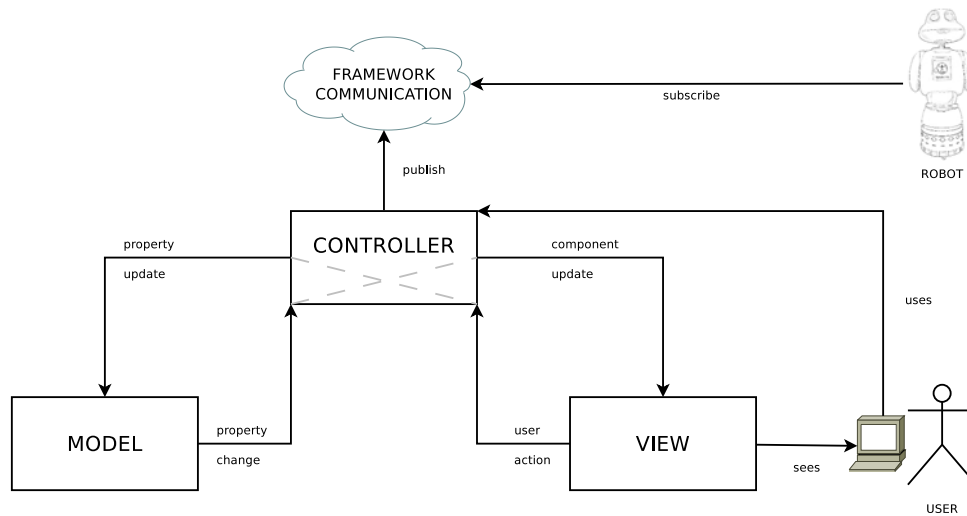 FRAMEWORK
COMMUNICATION
subscribe
ROBOT
publish
property
update
CONTROLLER
component
update
uses
MODEL
property
change
user
action
VIEW
sees
USER